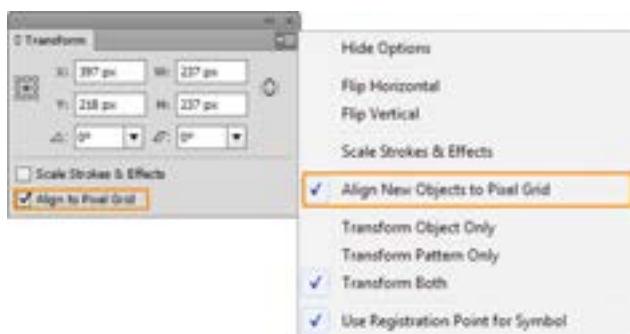 Transform
X: 397 px W: 237 px
Y: 218 px H: 237 px
0° 0°
Scale Strokes & Effects
Align to Pixel Grid
Hide Options
Flip Horizontal
Flip Vertical
Scale Strokes & Effects
Align New Objects to Pixel Grid
Transform Object Only
Transform Pattern Only
Transform Both
Use Registration Point for Symbol